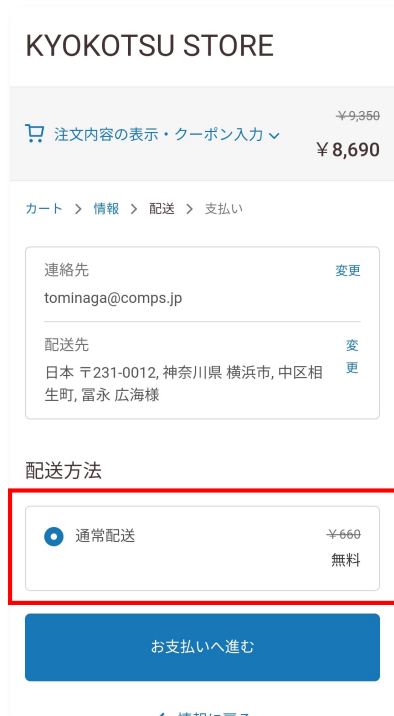 KYOKOTSU STORE
¥9,350
注文内容の表示・クーポン入力
¥8,690
カート > 情報 > 配送 > 支払い
連絡先 変更
tominaga@comps.jp
配送先 変
更
日本 〒231-0012, 神奈川県 横浜市, 中区相
生町, 冨永 広海様
配送方法
通常配送 ¥660
無料
お支払いへ進む